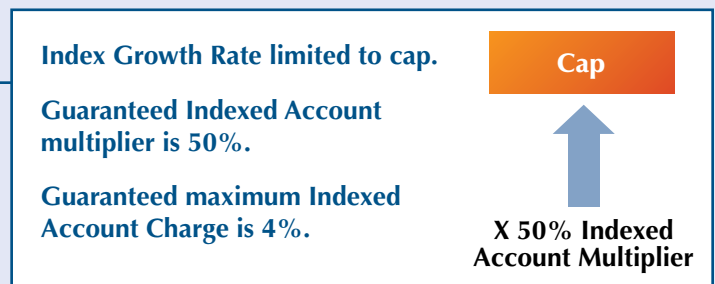 Index Growth Rate limited to cap.
Guaranteed Indexed Account
multiplier is 50%.
Guaranteed maximum Indexed
Account Charge is 4%.
Cap
X 50% Indexed
Account Multiplier